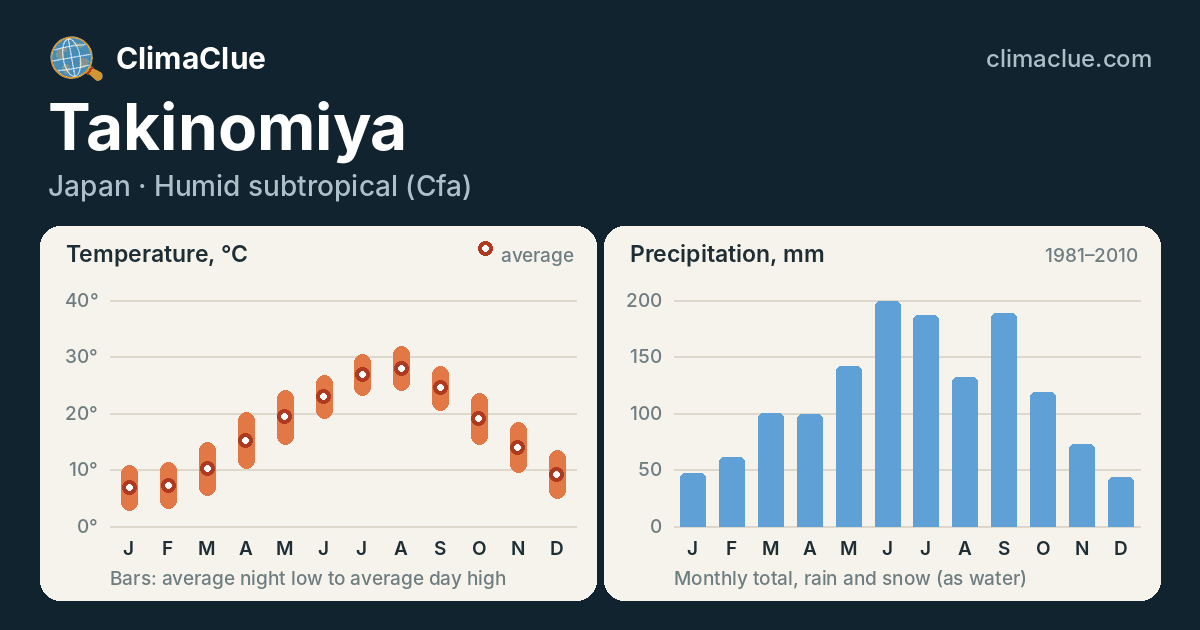 ClimaClue
climaclue.com
Takinomiya
Japan · Humid subtropical (Cfa)
Temperature, °C
average
40°
30°
20°
10°
0°
J F M A M J J A S O N D
Bars: average night low to average day high
Precipitation, mm
1981–2010
200
150
100
50
0
J F M A M J J A S O N D
Monthly total, rain and snow (as water)